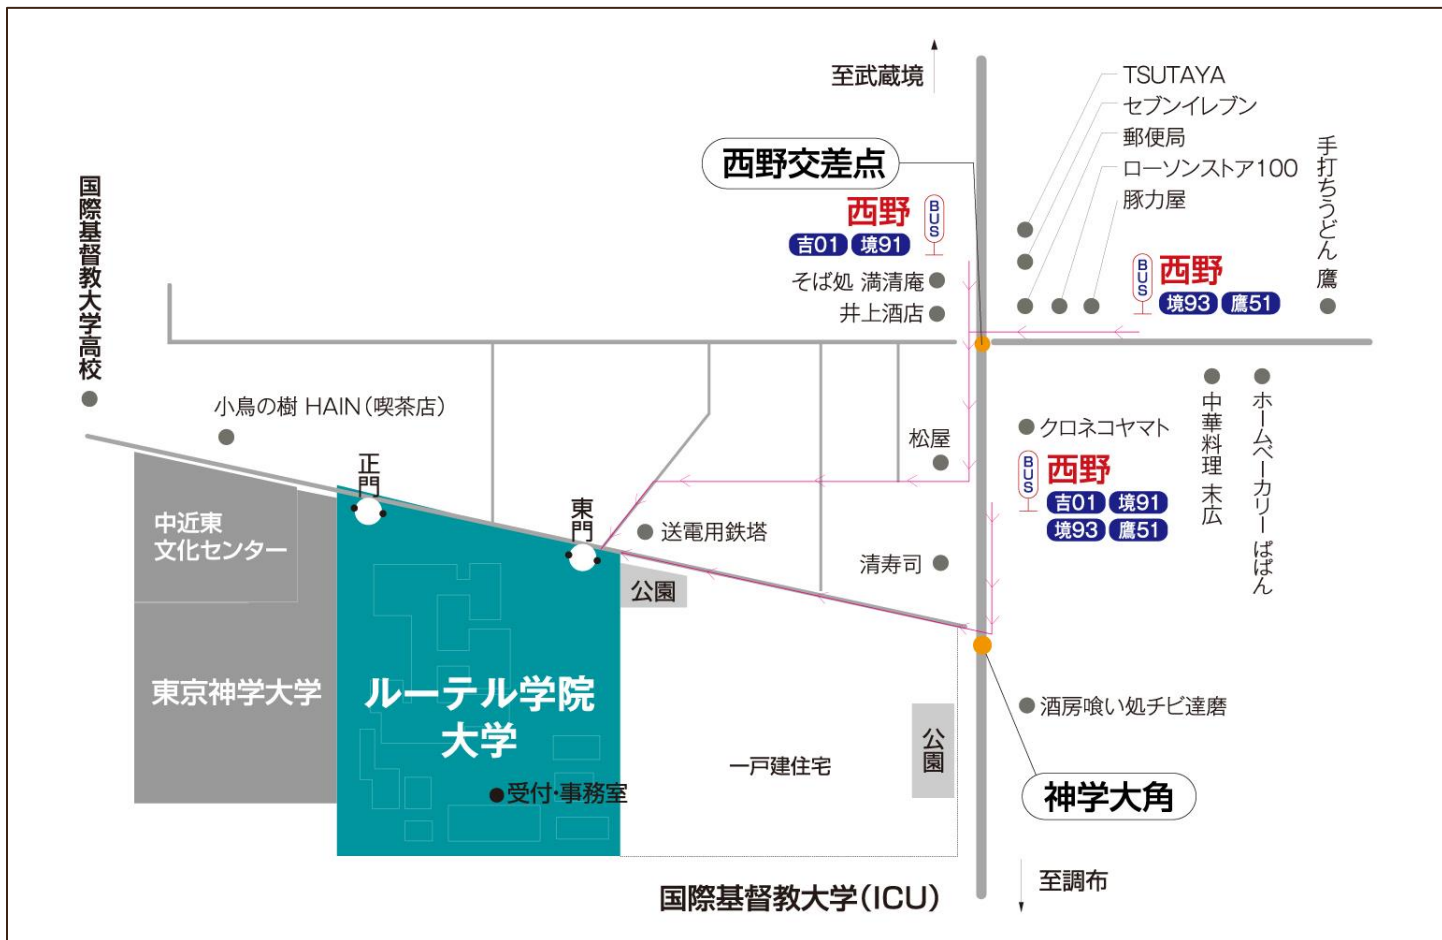 至武蔵境
TSUTAYA
セブンイレブン
郵便局
ローソンストア100
豚力屋
手打ちうどん 鷹
西野交差点
西野
BUS
吉01 境91
そば処 満清庵
井上酒店
BUS
西野
境93 鷹51
国際基督教大学高校
小鳥の樹 HAIN(喫茶店)
松屋
クロネコヤマト
BUS
西野
吉01 境91
境93 鷹51
中華料理 末広
ホームベーカリー ぱぱん
正門
東門
送電用鉄塔
清寿司
公園
中近東
文化センター
東京神学大学
ルーテル学院
大学
受付・事務室
一戸建住宅
公園
酒房喰い処チビ達磨
神学大角
至調布
国際基督教大学(ICU)